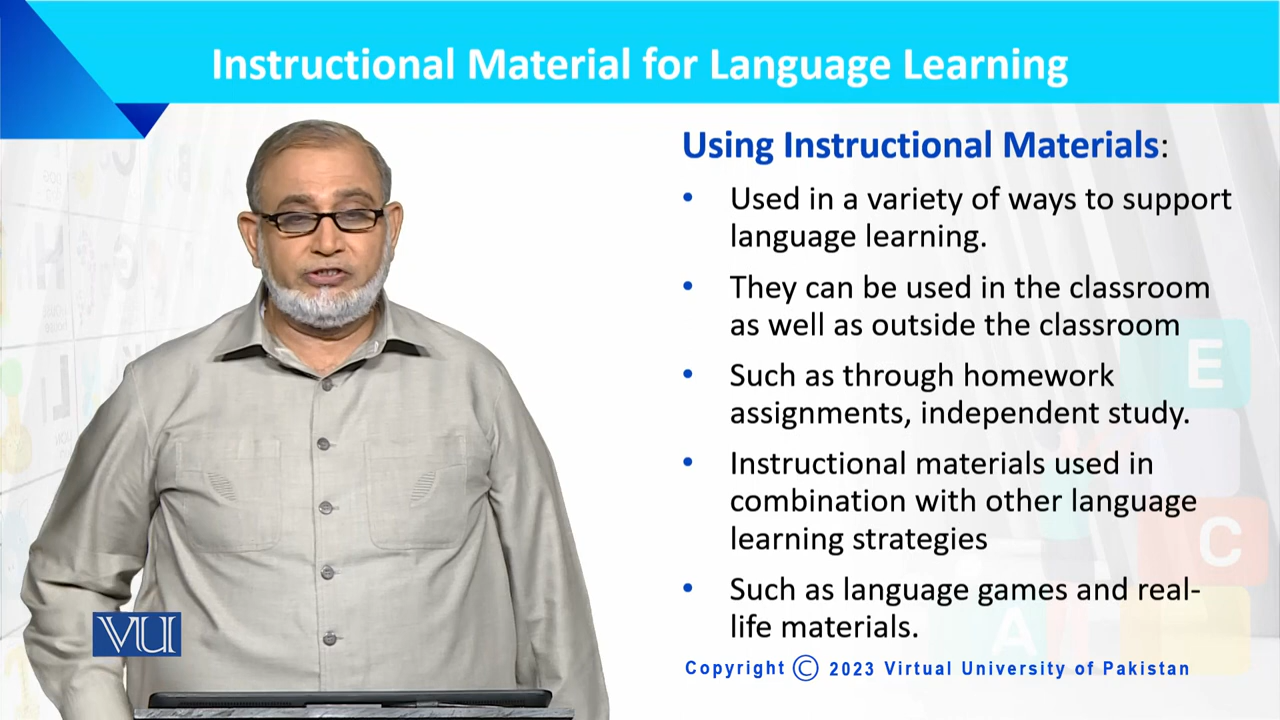 Instructional Material for Language Learning
Using Instructional Materials:
• Used in a variety of ways to support
language learning.
• They can be used in the classroom
as well as outside the classroom
• Such as through homework
assignments, independent study.
• Instructional materials used in
combination with other language
learning strategies
• Such as language games and real-
life materials.
VU
Copyright © 2023 Virtual University of Pakistan
E
C
A